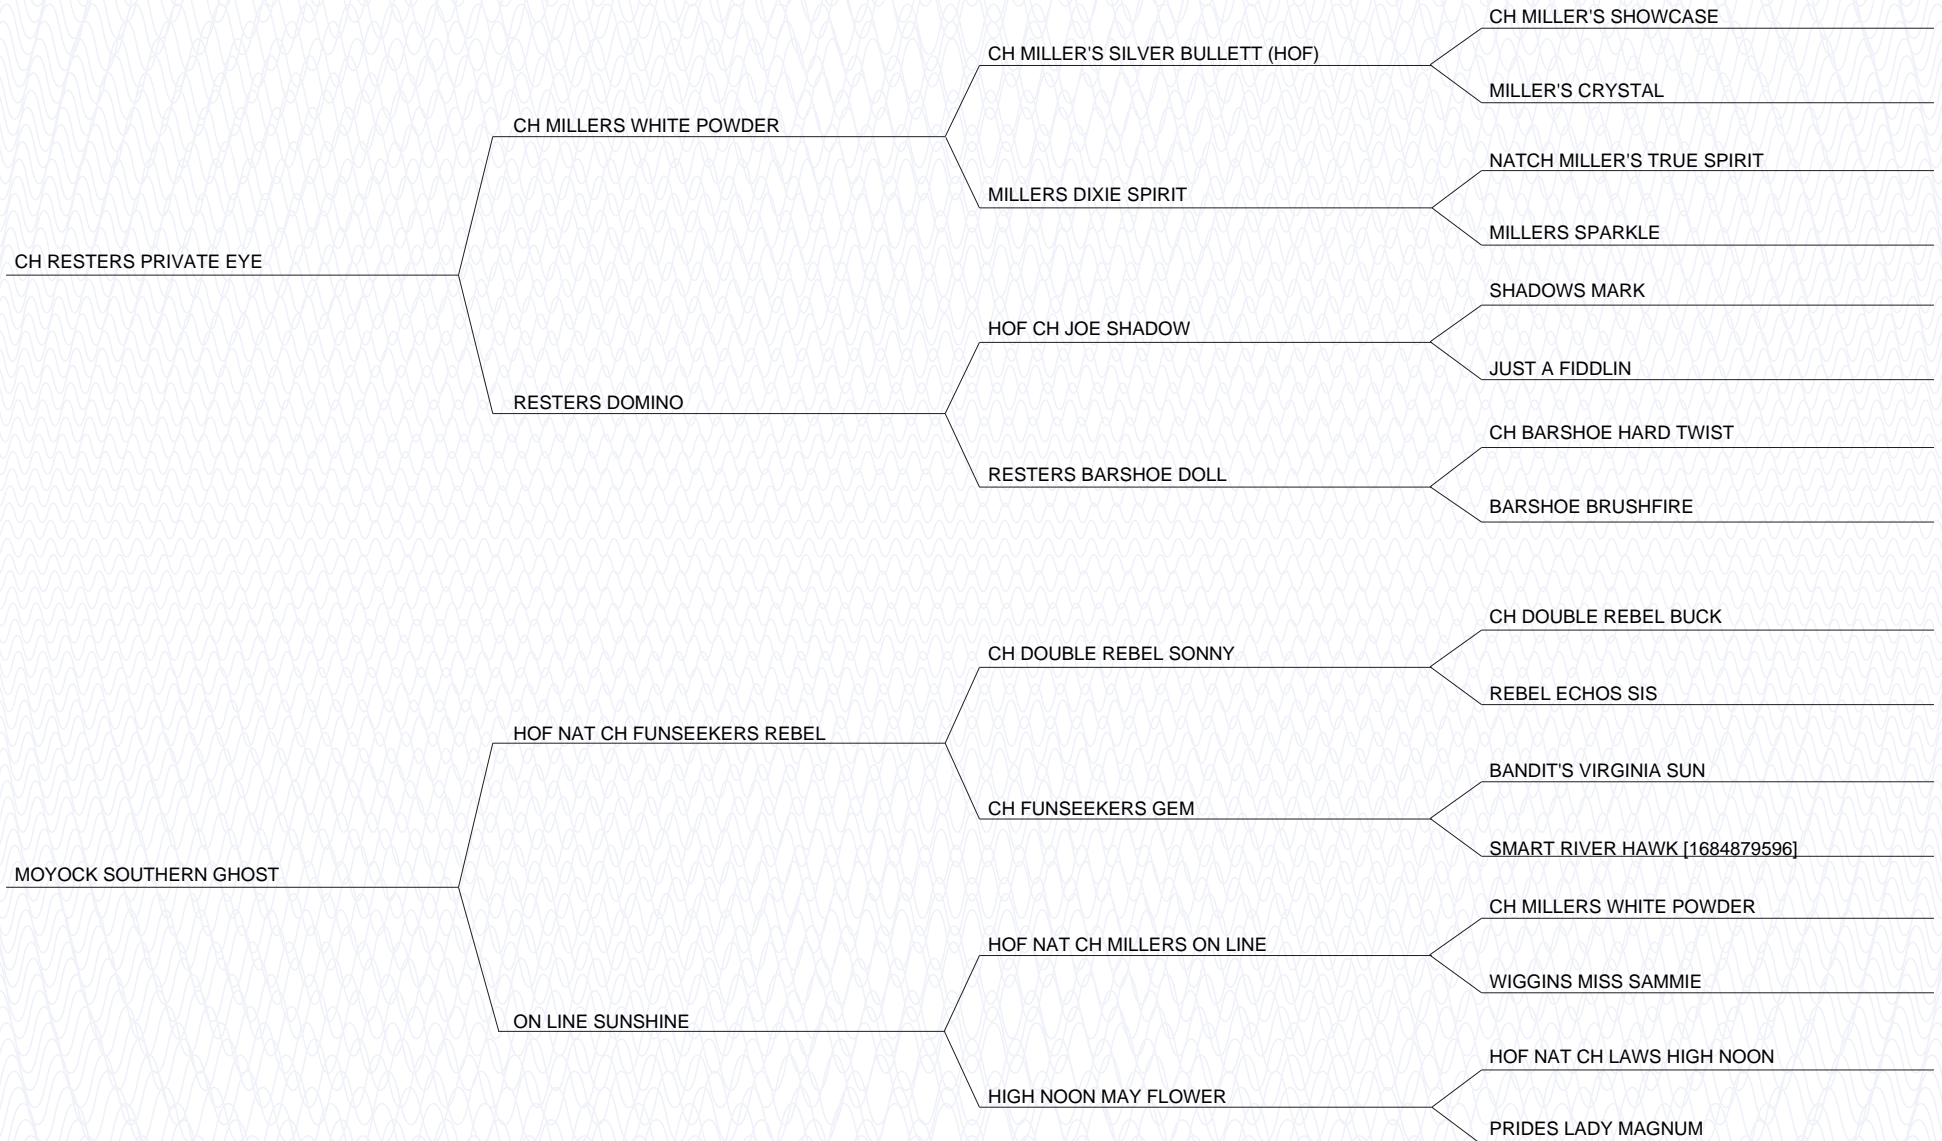 CH MILLER'S SHOWCASE
CH MILLER'S SILVER BULLETT (HOF)
MILLER'S CRYSTAL
CH MILLERS WHITE POWDER
NATCH MILLER'S TRUE SPIRIT
MILLERS DIXIE SPIRIT
MILLERS SPARKLE
CH RESTERS PRIVATE EYE
SHADOWS MARK
HOF CH JOE SHADOW
JUST A FIDDLIN
RESTERS DOMINO
CH BARSHOE HARD TWIST
RESTERS BARSHOE DOLL
BARSHOE BRUSHFIRE
CH DOUBLE REBEL BUCK
CH DOUBLE REBEL SONNY
REBEL ECHOS SIS
HOF NAT CH FUNSEEKERS REBEL
BANDIT'S VIRGINIA SUN
CH FUNSEEKERS GEM
SMART RIVER HAWK [1684879596]
MOYOCK SOUTHERN GHOST
CH MILLERS WHITE POWDER
HOF NAT CH MILLERS ON LINE
WIGGINS MISS SAMMIE
ON LINE SUNSHINE
HOF NAT CH LAWS HIGH NOON
HIGH NOON MAY FLOWER
PRIDES LADY MAGNUM